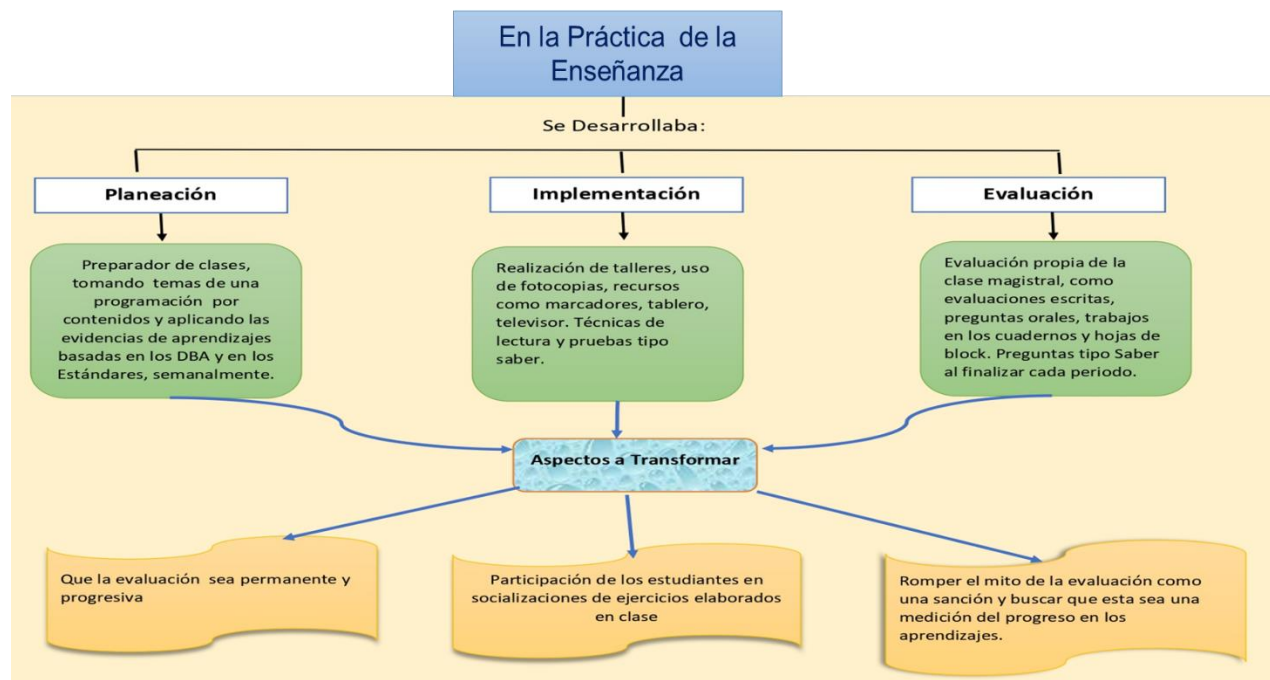 En la Práctica de la
Enseñanza
Se Desarrollaba:
Planeación
Implementación
Evaluación
Preparador de clases,
tomando temas de una
programación por
contenidos y aplicando las
evidencias de aprendizajes
basadas en los DBA y en los
Estándares, semanalmente.
Realización de talleres, uso
de fotocopias, recursos
como marcadores, tablero,
televisor. Técnicas de
lectura y pruebas tipo
saber.
Evaluación propia de la
clase magistral, como
evaluaciones escritas,
preguntas orales, trabajos
en los cuadernos y hojas de
block. Preguntas tipo Saber
al finalizar cada periodo.
Aspectos a Transformar
Que la evaluación sea permanente y
progresiva
Participación de los estudiantes en
socializaciones de ejercicios elaborados
en clase
Romper el mito de la evaluación como
una sanción y buscar que esta sea una
medición del progreso en los
aprendizajes.